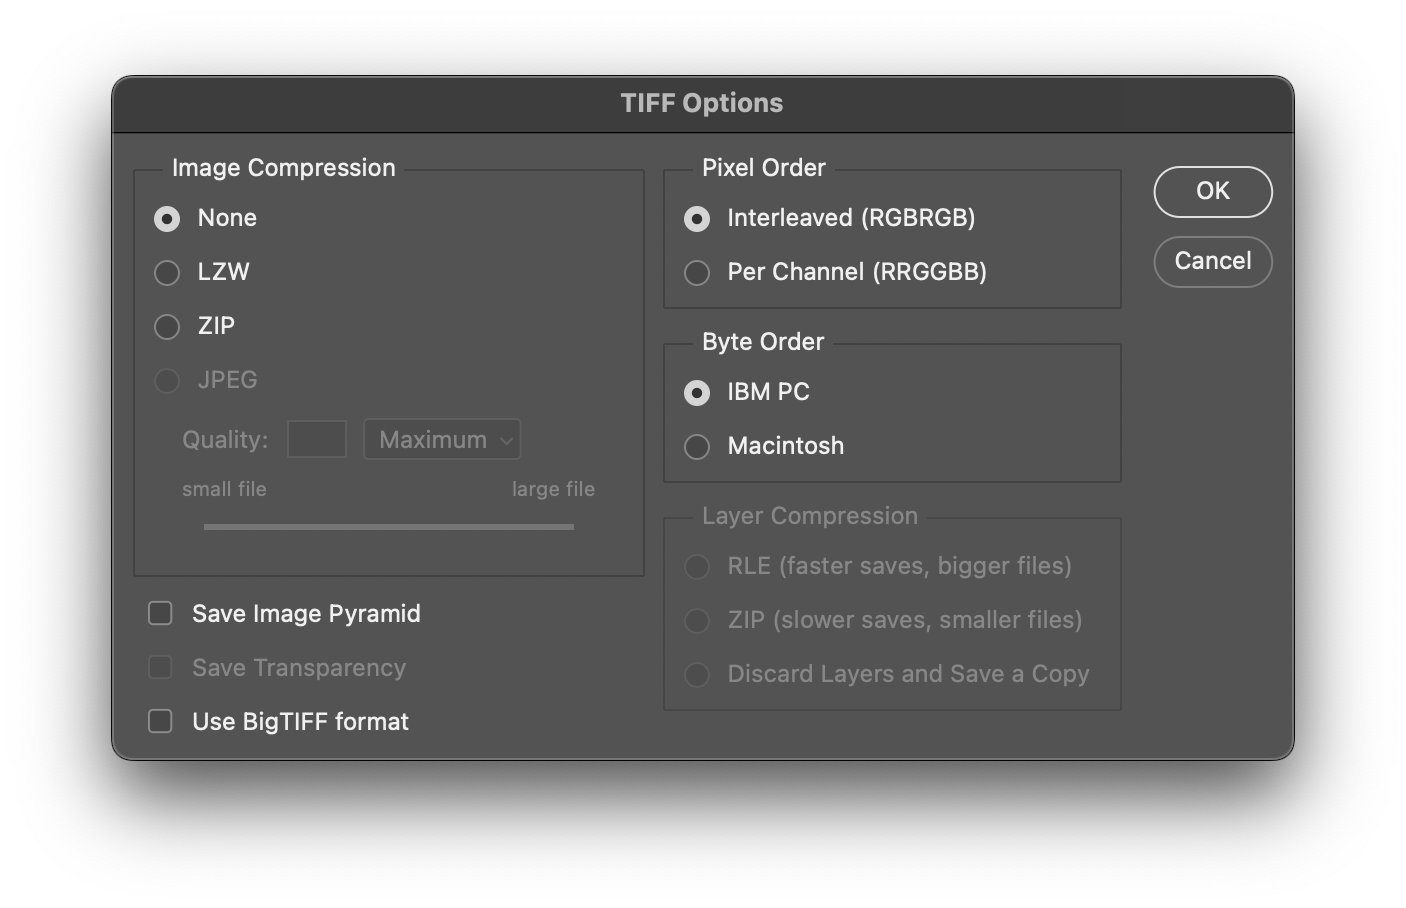 TIFF Options
Image Compression
None
LZW
ZIP
JPEG
Quality:
Maximum
small file
large file
Save Image Pyramid
Save Transparency
Use BigTIFF format
Pixel Order
Interleaved (RGBRGB)
Per Channel (RRGGBB)
Byte Order
IBM PC
Macintosh
Layer Compression
RLE (faster saves, bigger files)
ZIP (slower saves, smaller files)
Discard Layers and Save a Copy
OK
Cancel